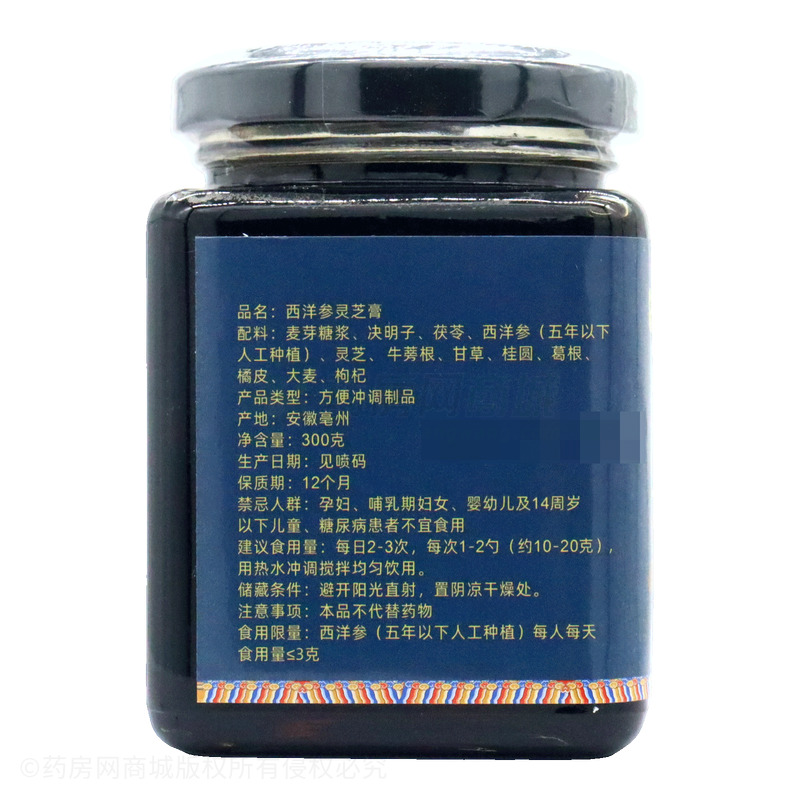 品名：西洋参灵芝膏
配料：麦芽糖浆、决明子、茯苓、西洋参（五年以下
人工种植）、灵芝、牛蒡根、甘草、桂圆、葛根、
橘皮、大麦、枸杞
产品类型：方便冲调制品
产地：安徽亳州
净含量：300克
生产日期：见喷码
保质期：12个月
禁忌人群：孕妇、哺乳期妇女、婴幼儿及14周岁
以下儿童、糖尿病患者不宜食用
建议食用量：每日2-3次，每次1-2勺（约10-20克），
用热水冲调搅拌均匀饮用。
储藏条件：避开阳光直射，置阴凉干燥处。
注意事项：本品不代替药物
食用限量：西洋参（五年以下人工种植）每人每天
食用量≤3克
©药房网商城版权所有侵权必究